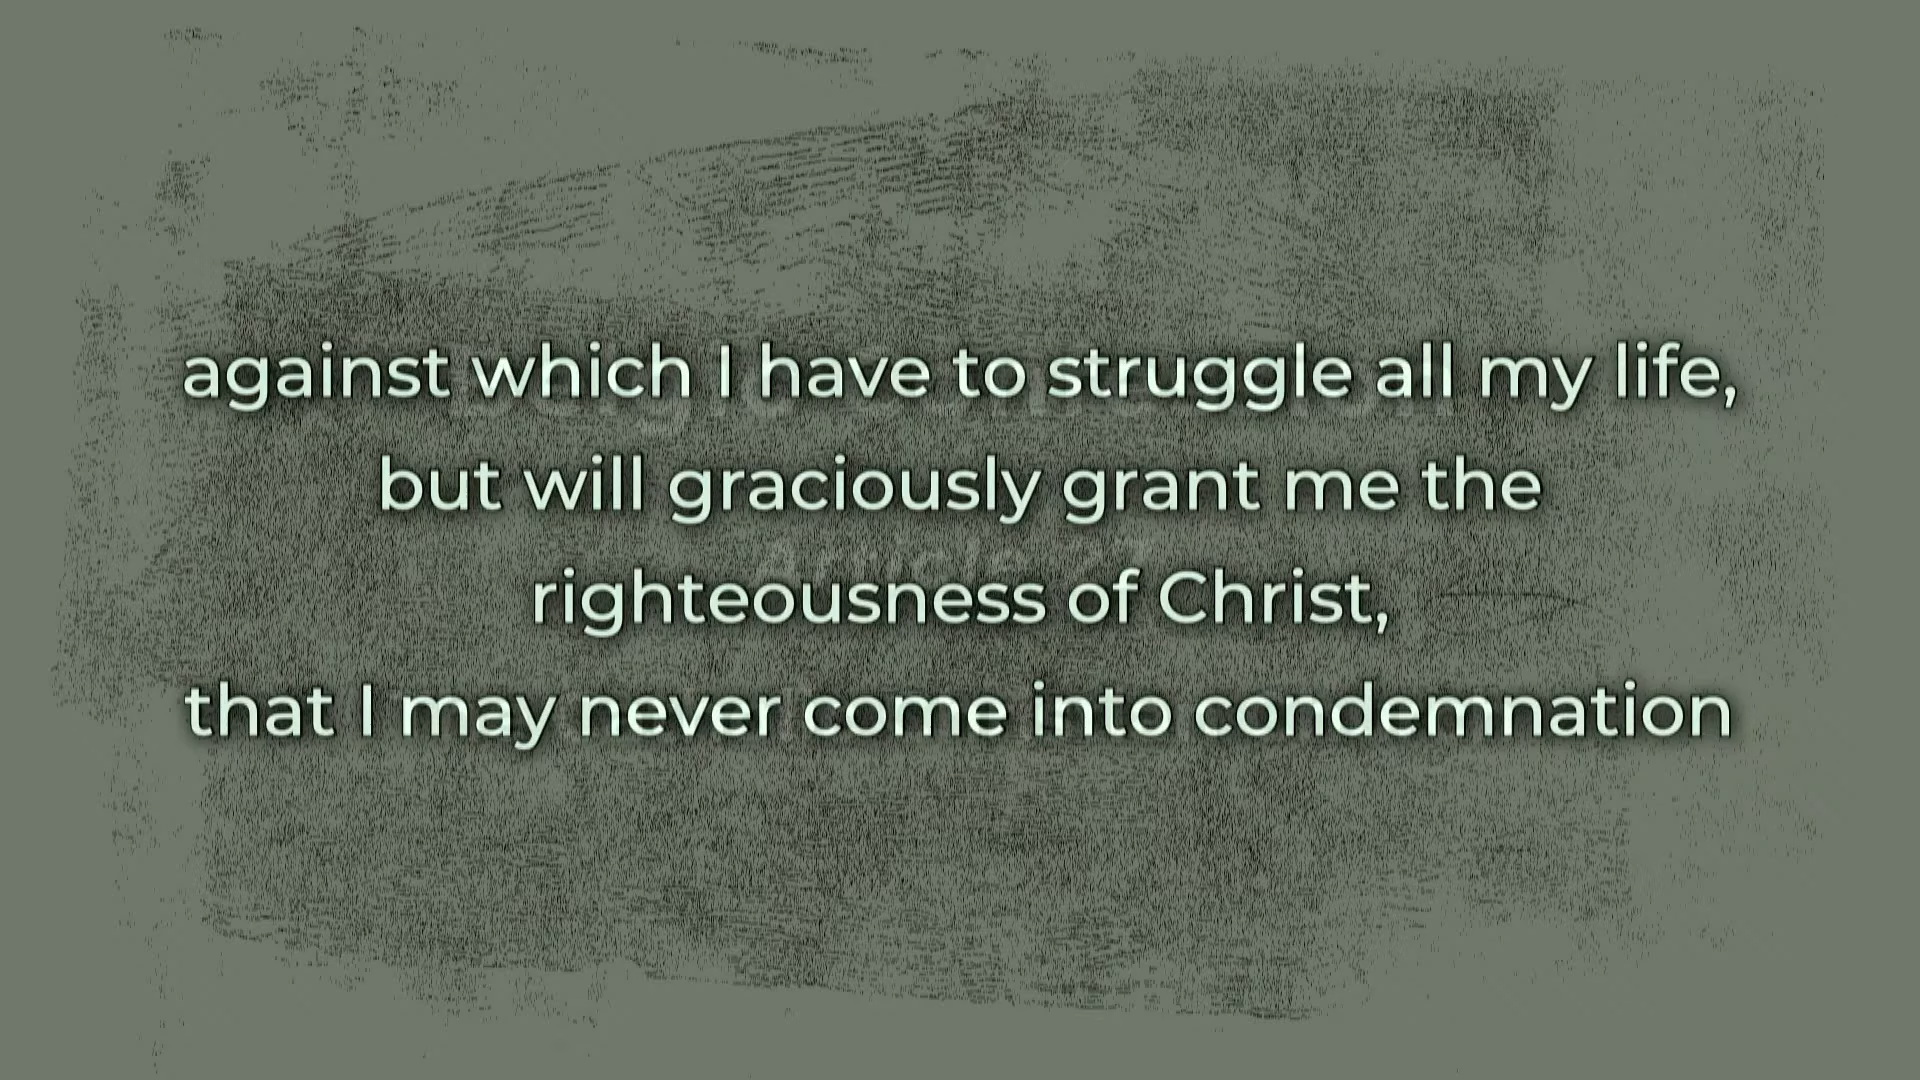 against which I have to struggle all my life,
but will graciously grant me the
righteousness of Christ,
that I may never come into condemnation